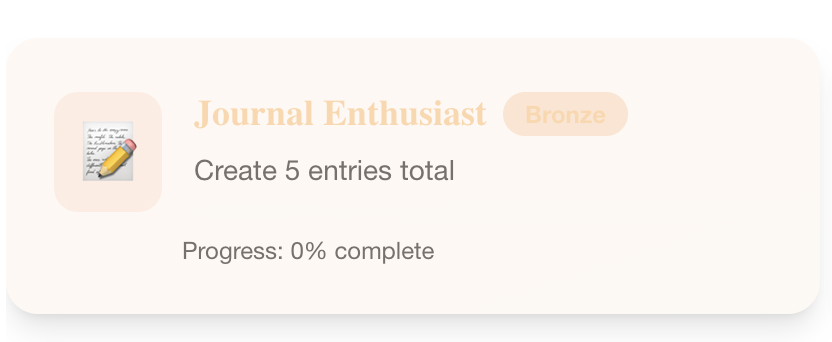 Journal Enthusiast Bronze
Create 5 entries total
Progress: 0% complete